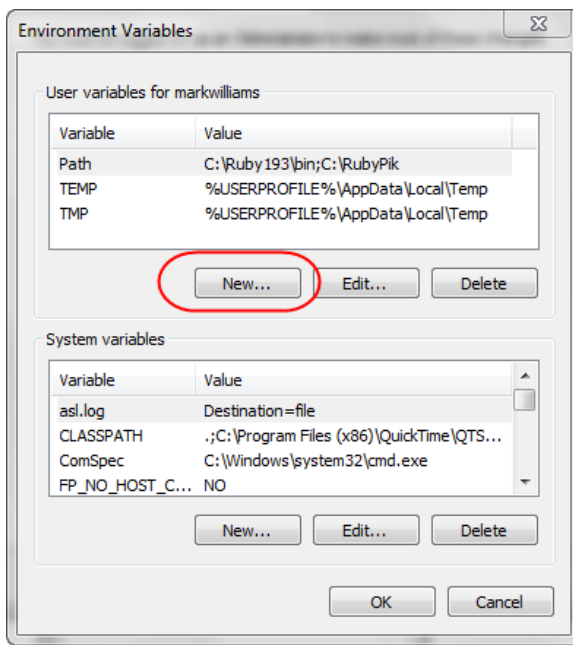 Environment Variables
User variables for markwilliams
Variable Value
Path C:\Ruby193\bin;C:\RubyPik
TEMP %USERPROFILE%\AppData\Local\Temp
TMP %USERPROFILE%\AppData\Local\Temp
New... Edit... Delete
System variables
Variable Value
asl.log Destination=file
CLASSPATH .;C:\Program Files (x86)\QuickTime\QTS...
ComSpec C:\Windows\system32\cmd.exe
FP_NO_HOST_C... NO
New... Edit... Delete
OK Cancel